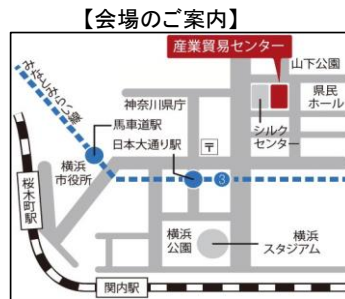 【会場のご案内】
産業貿易センター
山下公園
みなとみらい線
神奈川県庁
県民
ホール
馬車道駅
シルク
センター
日本大通り駅
〒
横浜
市役所
3
桜木町駅
横浜
公園
横浜
スタジアム
関内駅